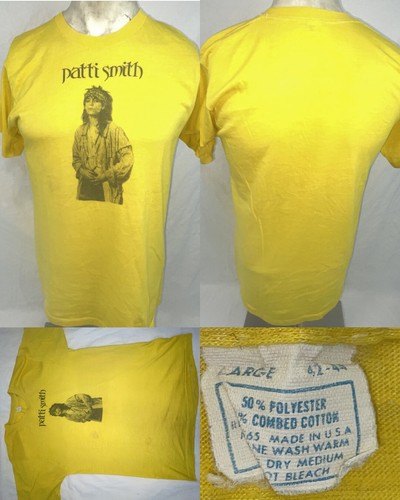 patti smith
patti smith
LARGE 42-44
50% POLYESTER
% COMBED COTTON
MADE IN U.S.A
WASH WARM
DRY MEDIUM
BLEACH